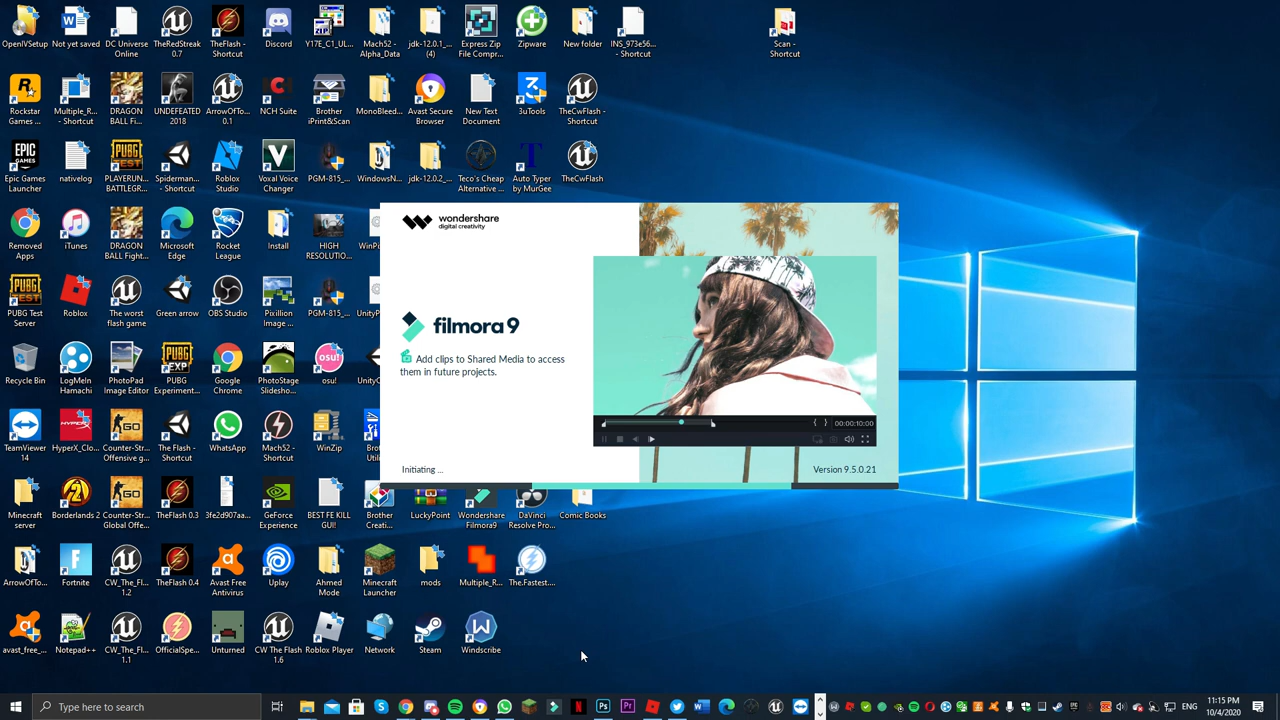 OpenIVSetup
Not yet saved
DC Universe
Online
TheRedStreak
0.7
TheFlash -
Shortcut
Discord
Y17E_C1_UL...
Mach52 -
Alpha_Data
jdk-12.0.1_...
(4)
Express Zip
File Compr...
Zipware
New folder
INS_973e56...
- Shortcut
Scan -
Shortcut
Rockstar
Games ...
Multiple_R...
- Shortcut
DRAGON
BALL Fi...
UNDEFEATED
2018
ArrowOfTo...
0.1
NCH Suite
Brother
iPrint&Scan
MonoBleed...
Avast Secure
Browser
New Text
Document
3uTools
TheCwFlash -
Shortcut
Epic Games
Launcher
nativelog
PLAYERUN...
BATTLEGR...
Spiderman...
- Shortcut
Roblox
Studio
Voxal Voice
Changer
PGM-815_...
WindowsN...
jdk-12.0.2_...
Teco's Cheap
Alternative ...
Auto Typer
by MurGee
TheCwFlash
Removed
Apps
iTunes
DRAGON
BALL Fight...
Microsoft
Edge
Rocket
League
Install
HIGH
RESOLUTIO...
wondershare
digital creativity
PUBG Test
Server
Roblox
The worst
flash game
Green arrow
OBS Studio
Pixillion
Image ...
PGM-815_...
filmora 9
Add clips to Shared Media to access
them in future projects.
Recycle Bin
LogMeIn
Hamachi
PhotoPad
Image Editor
PUBG
Experiment...
Google
Chrome
PhotoStage
Slidesho...
osu!
00:00:10:00
TeamViewer
14
HyperX_Clo...
Counter-Str...
Offensive g...
The Flash -
Shortcut
WhatsApp
Mach52 -
Shortcut
WinZip
Initiating ...
Version 9.5.0.21
Minecraft
server
Borderlands 2
Counter-Str...
Global Offe...
TheFlash 0.3
3fe2d907aa...
GeForce
Experience
BEST FE KILL
GUI!
Brother
Creati...
LuckyPoint
Wondershare
Filmora9
DaVinci
Resolve Pro...
Comic Books
ArrowOfTo...
Fortnite
CW_The_Fl...
1.2
TheFlash 0.4
Avast Free
Antivirus
Uplay
Ahmed
Mode
Minecraft
Launcher
mods
Multiple_R...
The.Fastest....
avast_free_...
Notepad++
CW_The_Fl...
1.1
OfficialSpe...
Unturned
CW The Flash
1.6
Roblox Player
Network
Steam
Windscribe
Type here to search
ENG
11:15 PM
10/4/2020